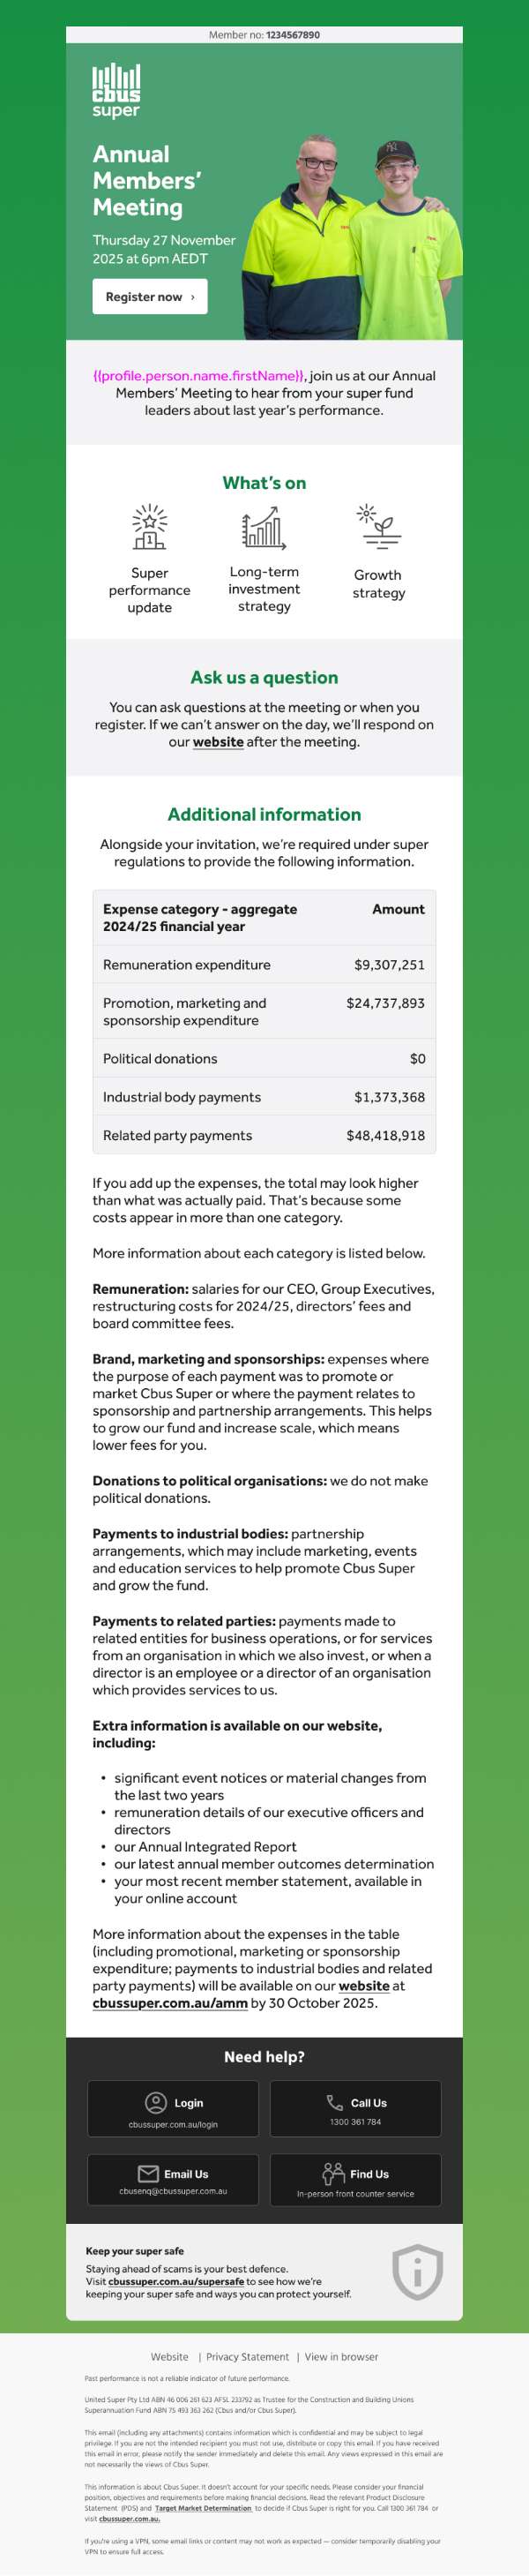 Member no: 1234567890
cbus
super
Annual
Members'
Meeting
Thursday 27 November
2025 at 6pm AEDT
Register now ›
{{profile.person.name.firstName}}, join us at our Annual
Members' Meeting to hear from your super fund
leaders about last year's performance.
What's on
Super
performance
update
Long-term
investment
strategy
Growth
strategy
Ask us a question
You can ask questions at the meeting or when you
register. If we can't answer on the day, we'll respond on
our website after the meeting.
Additional information
Alongside your invitation, we're required under super
regulations to provide the following information.
Expense category - aggregate
2024/25 financial year
Amount
Remuneration expenditure $9,307,251
Promotion, marketing and
sponsorship expenditure
$24,737,893
Political donations $0
Industrial body payments $1,373,368
Related party payments $48,418,918
If you add up the expenses, the total may look higher
than what was actually paid. That's because some
costs appear in more than one category.
More information about each category is listed below.
Remuneration: salaries for our CEO, Group Executives,
restructuring costs for 2024/25, directors' fees and
board committee fees.
Brand, marketing and sponsorships: expenses where
the purpose of each payment was to promote or
market Cbus Super or where the payment relates to
sponsorship and partnership arrangements. This helps
to grow our fund and increase scale, which means
lower fees for you.
Donations to political organisations: we do not make
political donations.
Payments to industrial bodies: partnership
arrangements, which may include marketing, events
and education services to help promote Cbus Super
and grow the fund.
Payments to related parties: payments made to
related entities for business operations, or for services
from an organisation in which we also invest, or when a
director is an employee or a director of an organisation
which provides services to us.
Extra information is available on our website,
including:
• significant event notices or material changes from
the last two years
• remuneration details of our executive officers and
directors
• our Annual Integrated Report
• our latest annual member outcomes determination
• your most recent member statement, available in
your online account
More information about the expenses in the table
(including promotional, marketing or sponsorship
expenditure; payments to industrial bodies and related
party payments) will be available on our website at
cbussuper.com.au/amm by 30 October 2025.
Need help?
Login
cbussuper.com.au/login
Call Us
1300 361 784
Email Us
cbusenq@cbussuper.com.au
Find Us
In-person front counter service
Keep your super safe
Staying ahead of scams is your best defence.
Visit cbussuper.com.au/supersafe to see how we're
keeping your super safe and ways you can protect yourself.
Website | Privacy Statement | View in browser
Past performance is not a reliable indicator of future performance.
United Super Pty Ltd ABN 46 006 261 623 AFSL 233792 as Trustee for the Construction and Building Unions
Superannuation Fund ABN 75 493 363 262 (Cbus and/or Cbus Super).
This email (including any attachments) contains information which is confidential and may be subject to legal
privilege. If you are not the intended recipient you must not use, distribute or copy this email. If you have received
this email in error, please notify the sender immediately and delete this email. Any views expressed in this email are
not necessarily the views of Cbus Super.
This information is about Cbus Super. It doesn't account for your specific needs. Please consider your financial
position, objectives and requirements before making financial decisions. Read the relevant Product Disclosure
Statement (PDS) and Target Market Determination to decide if Cbus Super is right for you. Call 1300 361 784 or
visit cbussuper.com.au.
If you're using a VPN, some email links or content may not work as expected — consider temporarily disabling your
VPN to ensure full access.